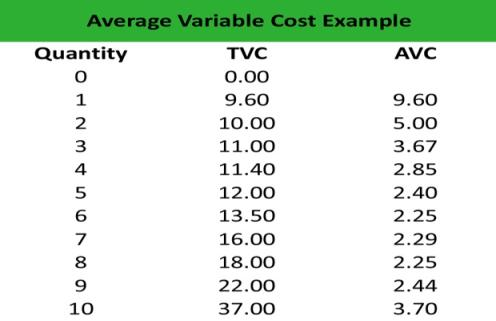 Average Variable Cost Example
Quantity TVC AVC
0 0.00
1 9.60 9.60
2 10.00 5.00
3 11.00 3.67
4 11.40 2.85
5 12.00 2.40
6 13.50 2.25
7 16.00 2.29
8 18.00 2.25
9 22.00 2.44
10 37.00 3.70